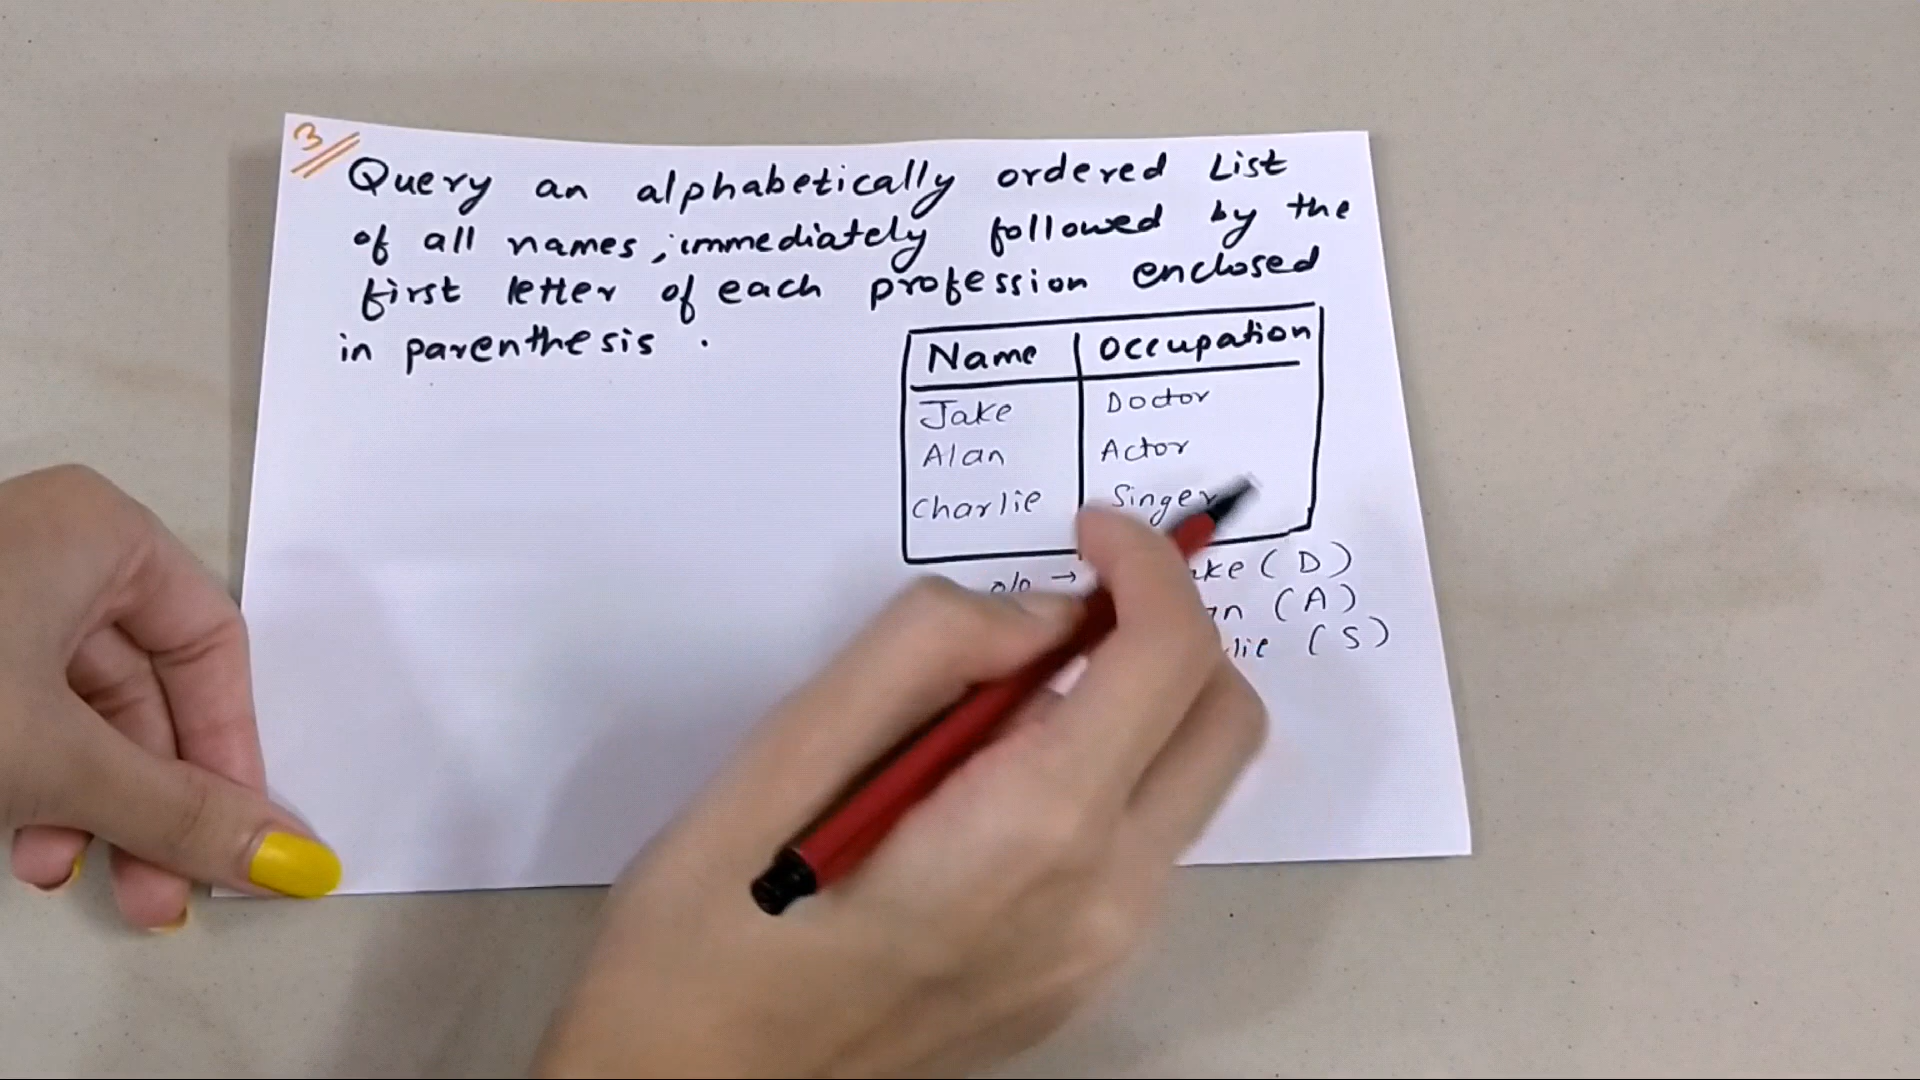 3
Query an alphabetically ordered List
of all names, immediately followed by the
first letter of each profession enclosed
in parenthesis .
Name Occupation
Jake Doctor
Alan Actor
Charlie Singer
o/p → (D)
(A)
(S)